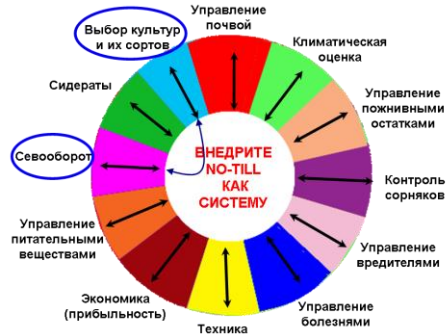 Управление
почвой
Климатическая
оценка
Управление
пожнивными
остатками
Контроль
сорняков
Управление
вредителями
Управление
болезнями
Техника
Экономика
(прибыльность)
Управление
питательными
веществами
Севооборот
Сидераты
Выбор культур
и их сортов
ВНЕДРИТЕ
NO-TILL
КАК
СИСТЕМУ